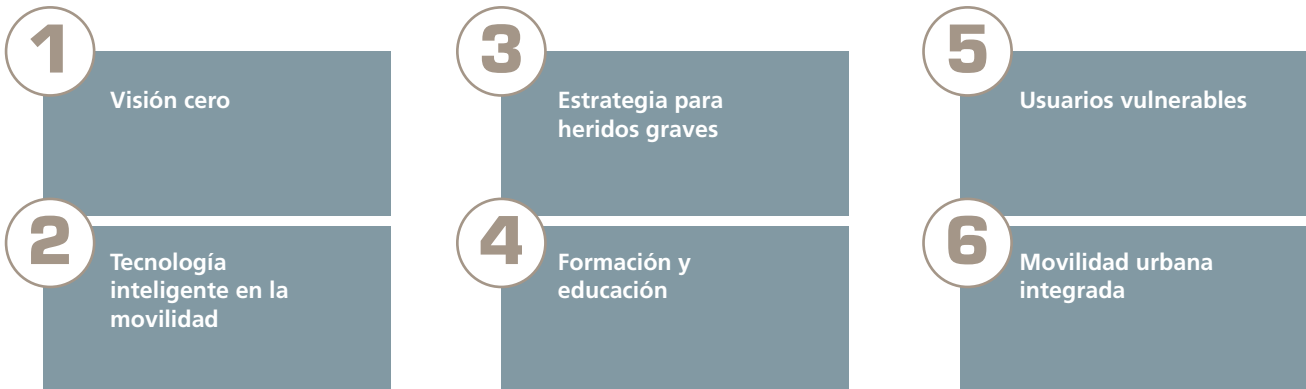 1
Visión cero
2
Tecnología
inteligente en la
movilidad
3
Estrategia para
heridos graves
4
Formación y
educación
5
Usuarios vulnerables
6
Movilidad urbana
integrada